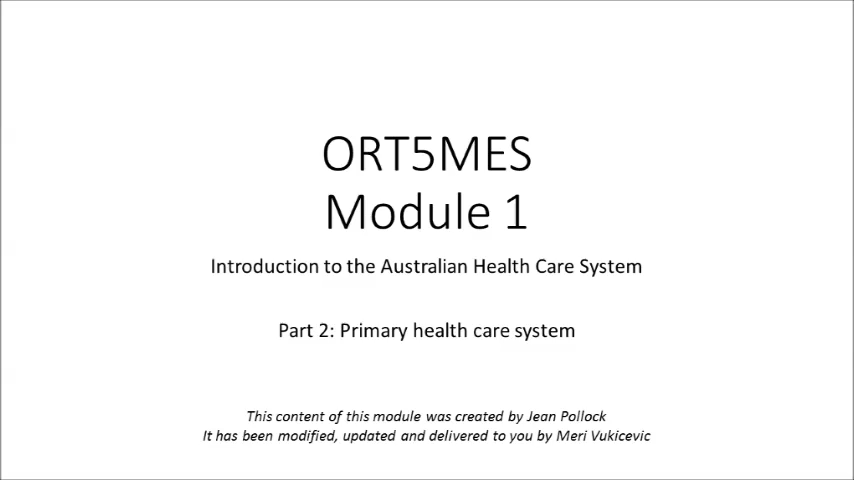 ORT5MES
Module 1
Introduction to the Australian Health Care System
Part 2: Primary health care system
This content of this module was created by Jean Pollock
It has been modified, updated and delivered to you by Meri Vukicevic